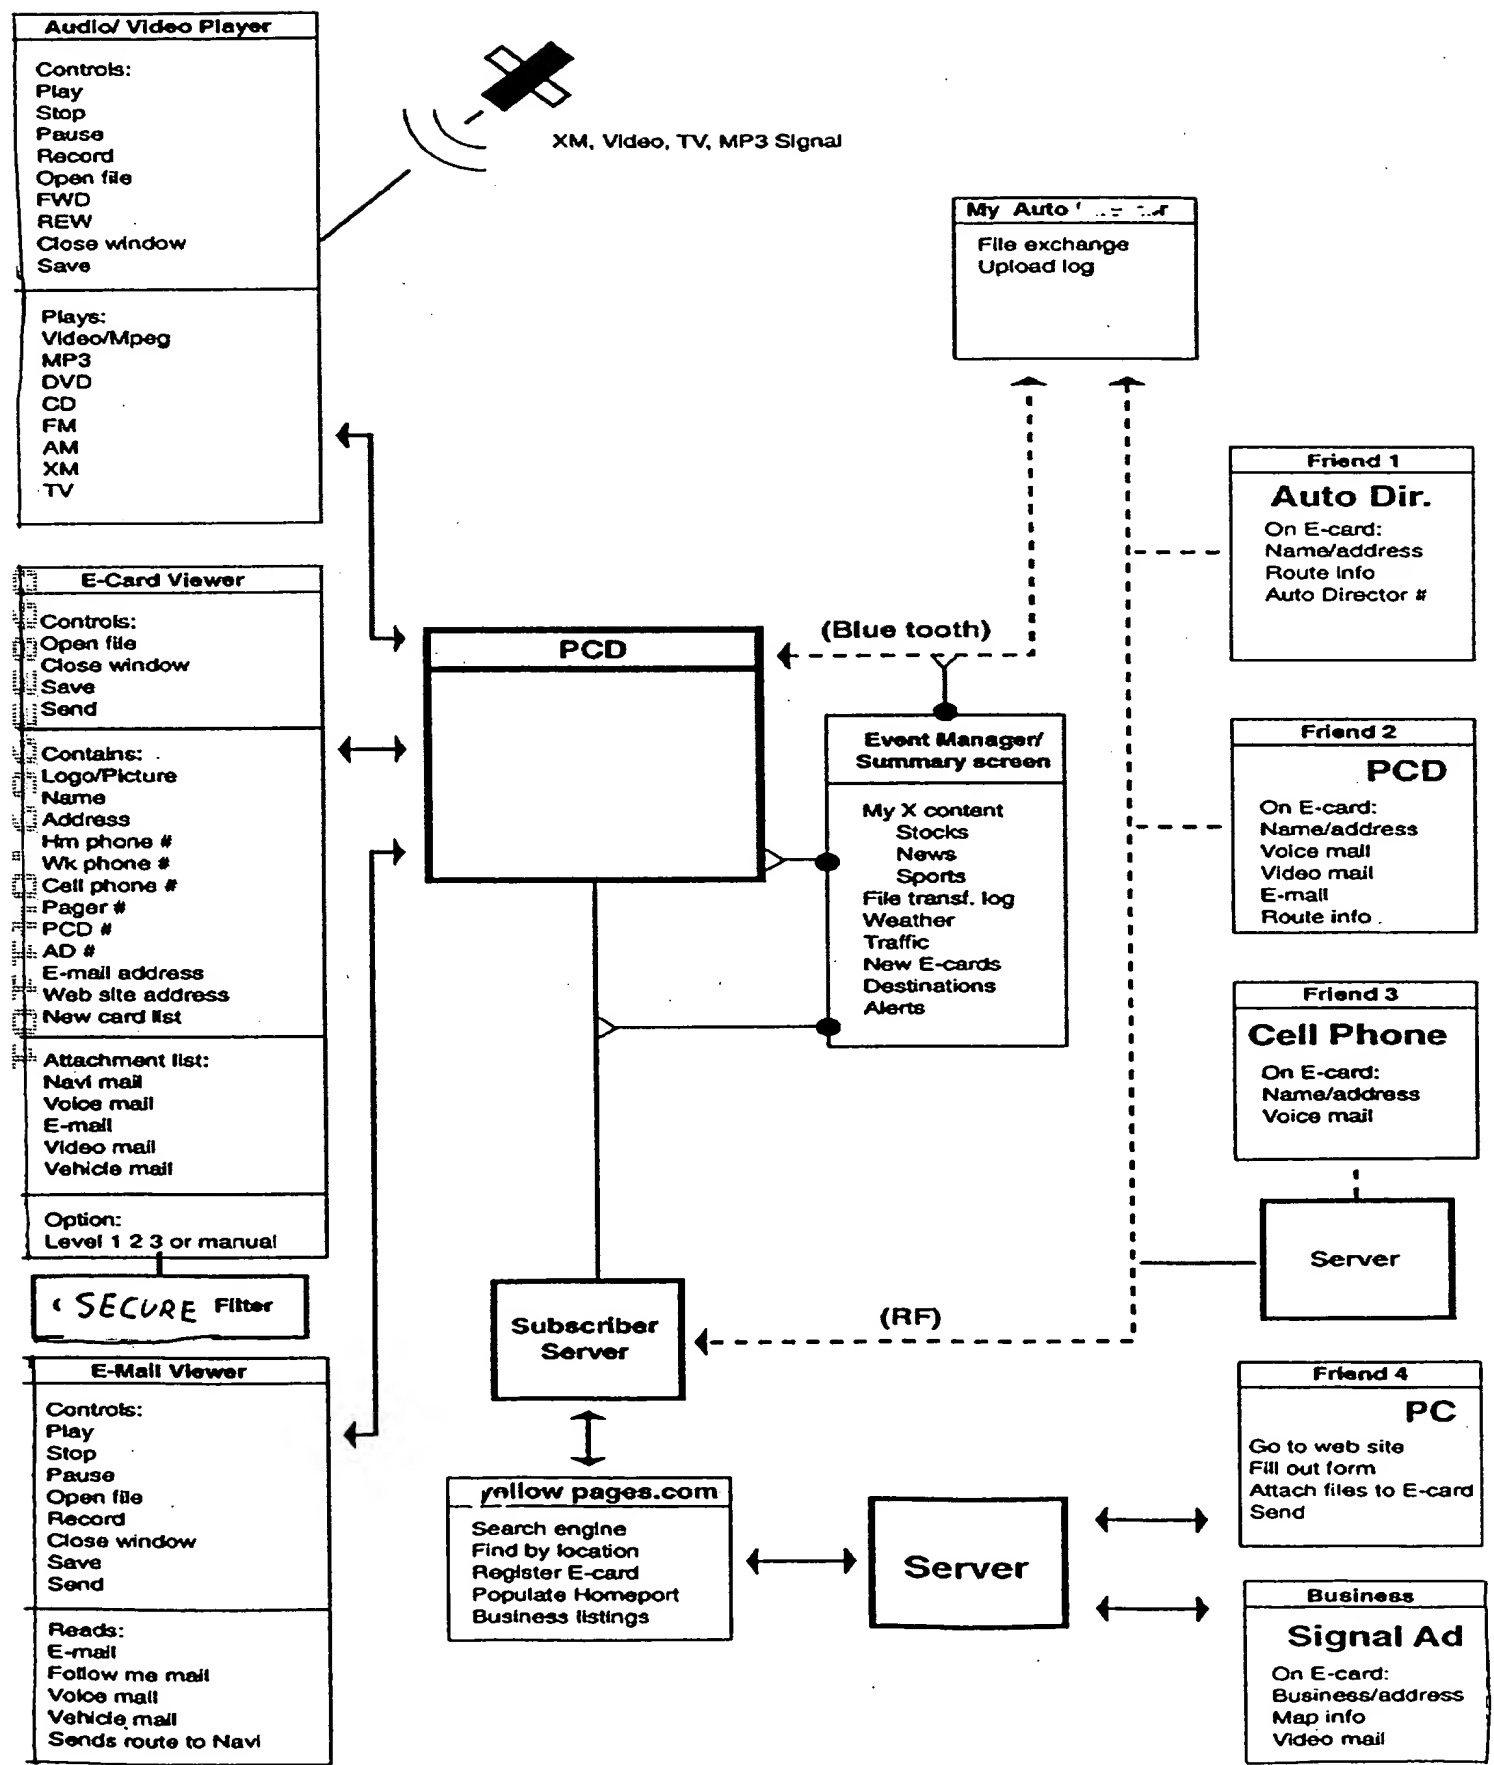 Audio/ Video Player
Controls:
Play
Stop
Pause
Record
Open file
FWD
REW
Close window
Save
Plays:
Video/Mpeg
MP3
DVD
CD
FM
AM
XM
TV
XM, Video, TV, MP3 Signal
My Auto
File exchange
Upload log
Friend 1
Auto Dir.
On E-card:
Name/address
Route info
Auto Director #
E-Card Viewer
Controls:
Open file
Close window
Save
Send
Contains:
Logo/Picture
Name
Address
Hm phone #
Wk phone #
Cell phone #
Pager #
PCD #
AD #
E-mail address
Web site address
New card list
Attachment list:
Navi mail
Voice mail
E-mail
Video mail
Vehicle mail
Option:
Level 1 2 3 or manual
SECURE Filter
PCD
(Blue tooth)
Event Manager/
Summary screen
My X content
Stocks
News
Sports
File transf. log
Weather
Traffic
New E-cards
Destinations
Alerts
Friend 2
PCD
On E-card:
Name/address
Voice mail
Video mail
E-mail
Route info
Friend 3
Cell Phone
On E-card:
Name/address
Voice mail
Server
Subscriber
Server
(RF)
E-Mail Viewer
Controls:
Play
Stop
Pause
Open file
Record
Close window
Save
Send
Reads:
E-mail
Follow me mail
Voice mail
Vehicle mail
Sends route to Navi
yellow pages.com
Search engine
Find by location
Register E-card
Populate Homeport
Business listings
Server
Friend 4
PC
Go to web site
Fill out form
Attach files to E-card
Send
Business
Signal Ad
On E-card:
Business/address
Map info
Video mail